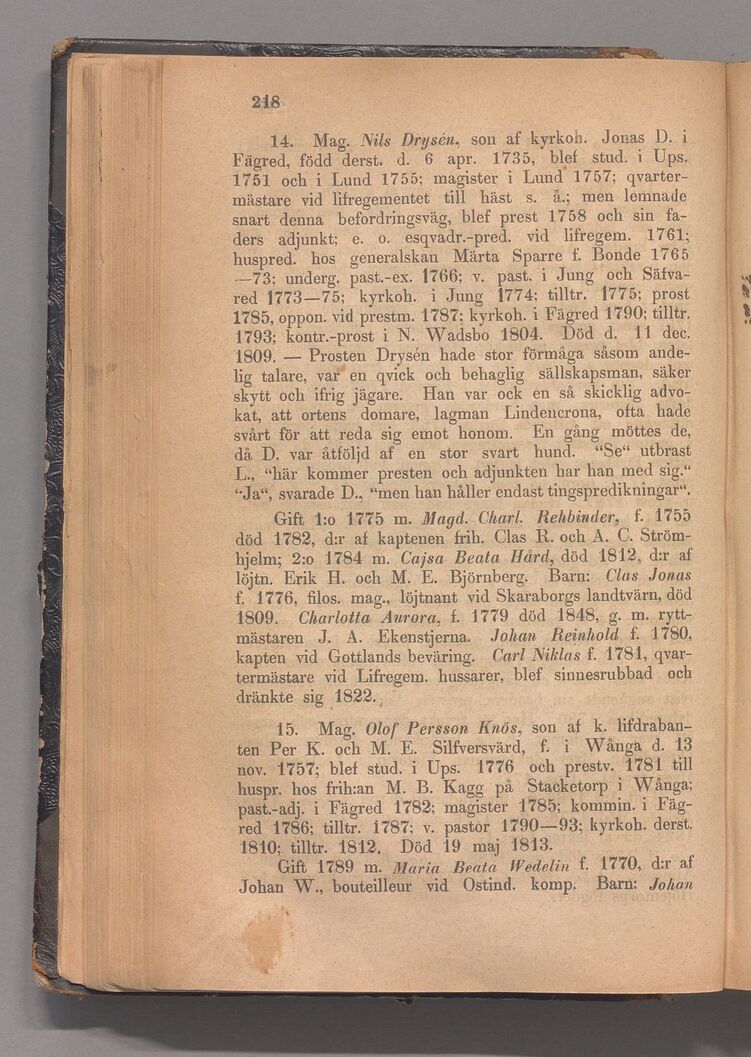 218
14. Mag. Nils Drysén, son af kyrkoh. Jonas D. i
Fägred, född derst. d. 6 apr. 1735, blef stud. i Ups.
1751 och i Lund 1755; magister i Lund 1757; qvarter-
mästare vid lifregementet till häst s. å.; men lemnade
snart denna befordringsväg, blef prest 1758 och sin fa-
ders adjunkt; e. o. esqvadr.-pred. vid lifregem. 1761;
huspred. hos generalskan Märta Sparre f. Bonde 1765
—73; underg. past.-ex. 1766; v. past. i Jung och Säfva-
red 1773—75; kyrkoh. i Jung 1774; tilltr. 1775; prost
1785, oppon. vid prestm. 1787; kyrkoh. i Fägred 1790; tilltr.
1793; kontr.-prost i N. Wadsbo 1804. Död d. 11 dec.
1809. — Prosten Drysén hade stor förmåga såsom ande-
lig talare, var en qvick och behaglig sällskapsman, säker
skytt och ifrig jägare. Han var ock en så skicklig advo-
kat, att ortens domare, lagman Lindencrona, ofta hade
svårt för att reda sig emot honom. En gång möttes de,
då D. var åtföljd af en stor svart hund. “Se“ utbrast
L., “här kommer presten och adjunkten har han med sig.“
“Ja“, svarade D., “men han håller endast tingspredikningar“.
Gift 1:o 1775 m. Magd. Charl. Rehbinder, f. 1755
död 1782, d:r af kaptenen frih. Clas R. och A. C. Ström-
hjelm; 2:o 1784 m. Cajsa Beata Hård, död 1812, d:r af
löjtn. Erik H. och M. E. Björnberg. Barn: Clas Jonas
f. 1776, filos. mag., löjtnant vid Skaraborgs landtvärn, död
1809. Charlotta Aurora, f. 1779 död 1848, g. m. rytt-
mästaren J. A. Ekenstjerna. Johan Reinhold f. 1780,
kapten vid Gottlands beväring. Carl Niklas f. 1781, qvar-
termästare vid Lifregem. hussarer, blef sinnesrubbad och
dränkte sig 1822.
15. Mag. Olof Persson Knös, son af k. lifdraban-
ten Per K. och M. E. Silfversvärd, f. i Wånga d. 13
nov. 1757; blef stud. i Ups. 1776 och prestv. 1781 till
huspr. hos frih:an M. B. Kagg på Stacketorp i Wånga;
past.-adj. i Fägred 1782; magister 1785; kommin. i Fäg-
red 1786; tilltr. 1787; v. pastor 1790—93; kyrkoh. derst.
1810; tilltr. 1812. Död 19 maj 1813.
Gift 1789 m. Maria Beata Wedelin f. 1770, d:r af
Johan W., bouteilleur vid Ostind. komp. Barn: Johan